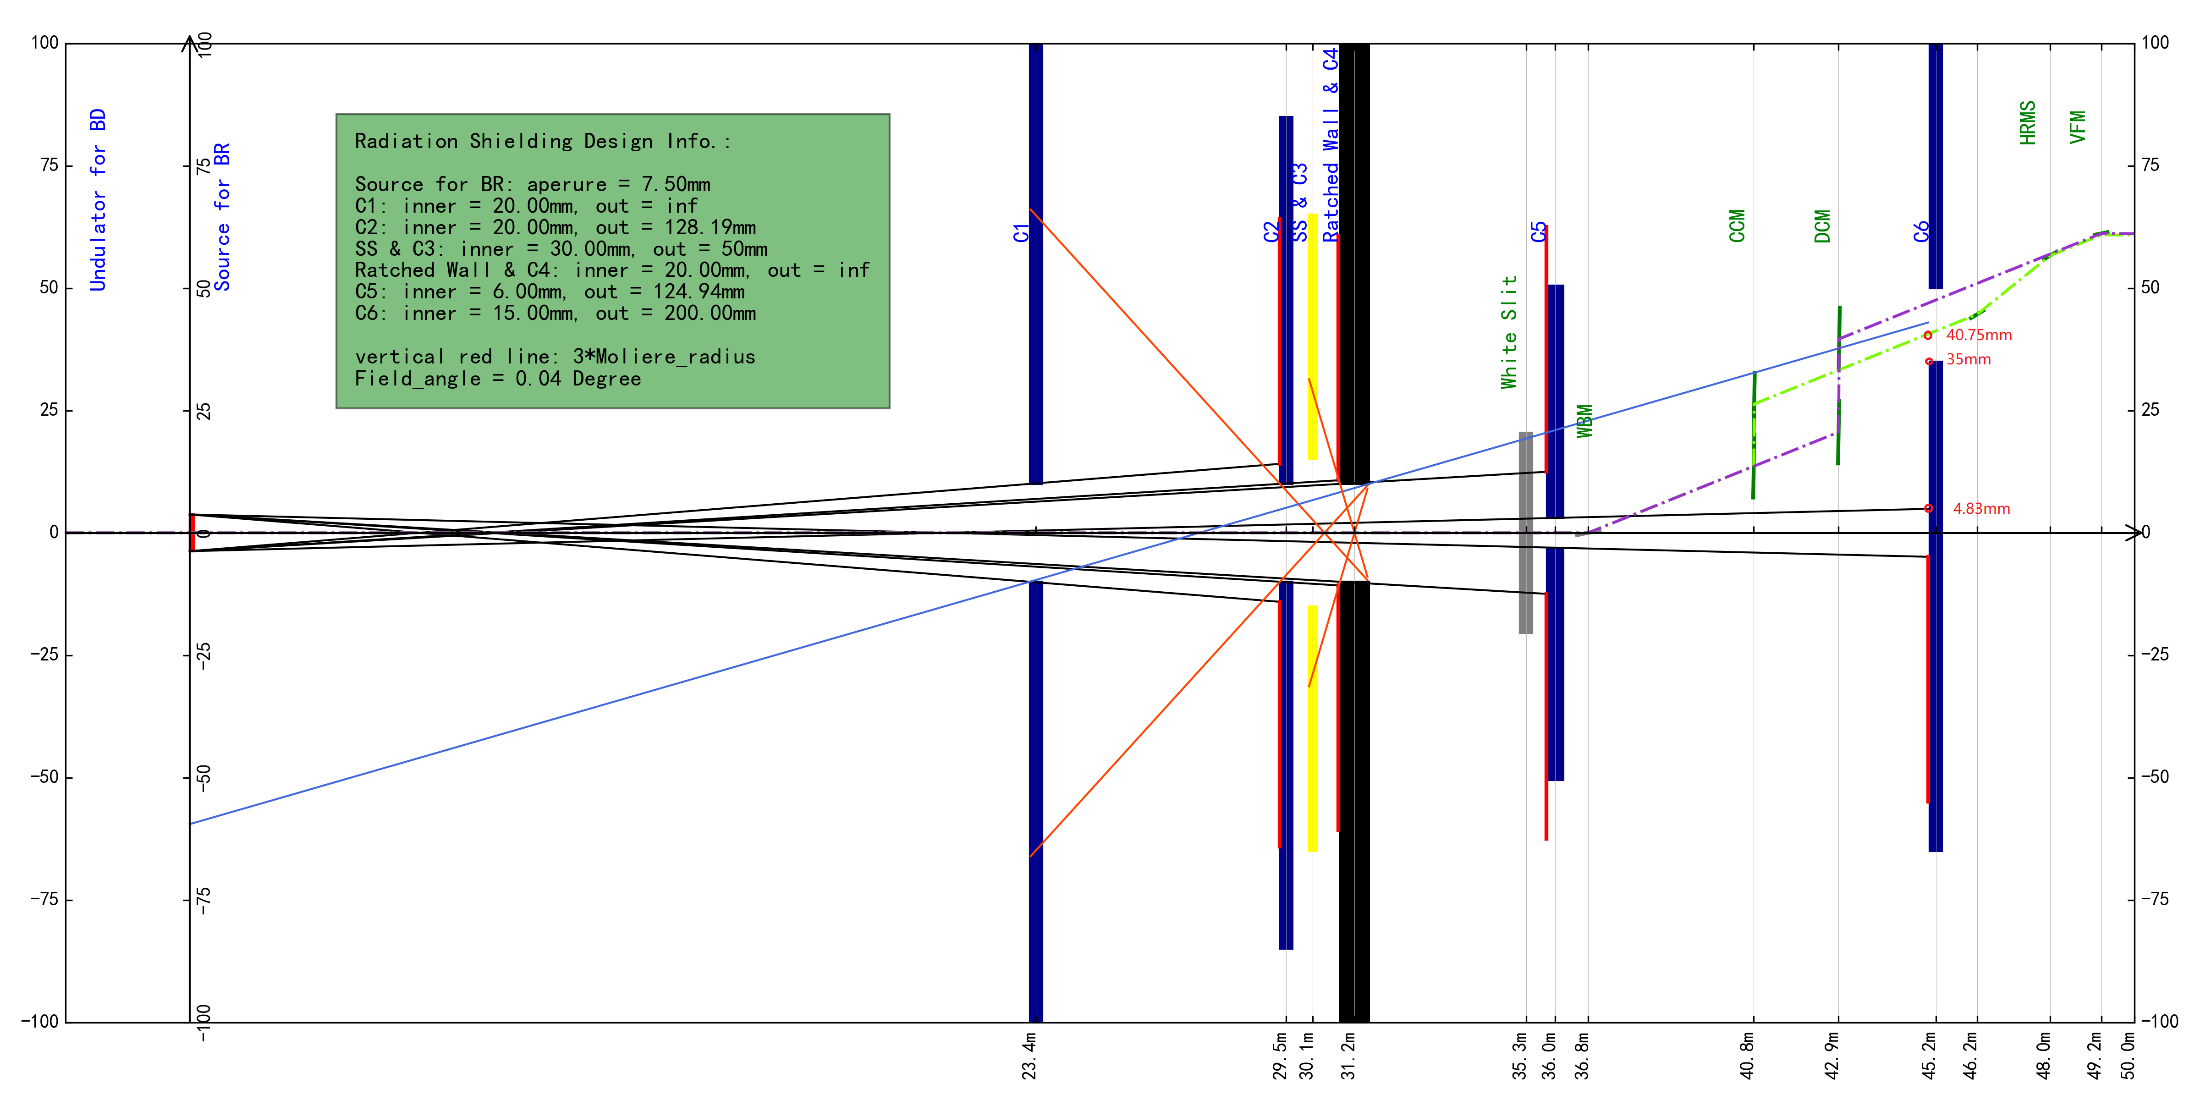 100
75
50
25
0
−25
−50
−75
−100
Undulator for BD
Source for BR
100
75
50
25
0
−25
−50
−75
−100
Radiation Shielding Design Info.:
Source for BR: aperure = 7.50mm
C1: inner = 20.00mm, out = inf
C2: inner = 20.00mm, out = 128.19mm
SS & C3: inner = 30.00mm, out = 50mm
Ratched Wall & C4: inner = 20.00mm, out = inf
C5: inner = 6.00mm, out = 124.94mm
C6: inner = 15.00mm, out = 200.00mm
vertical red line: 3*Moliere_radius
Field_angle = 0.04 Degree
C1
C2
SS & C3
Ratched Wall & C4
White Slit
C5
WBM
CCM
DCM
C6
HRMS
VFM
40.75mm
35mm
4.83mm
100
75
50
25
0
−25
−50
−75
−100
23.4m
29.5m
30.1m
31.2m
35.3m
36.0m
36.8m
40.8m
42.9m
45.2m
46.2m
48.0m
49.2m
50.0m